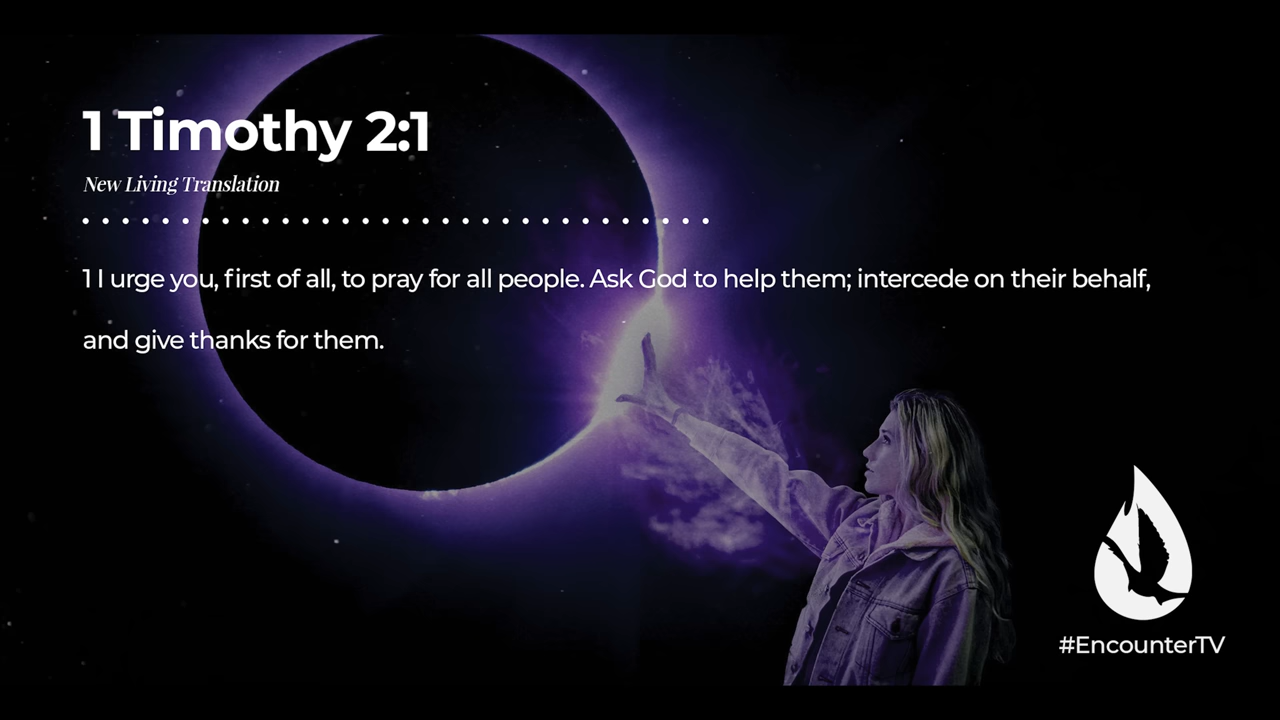 1 Timothy 2:1
New Living Translation
1 I urge you, first of all, to pray for all people. Ask God to help them; intercede on their behalf,
and give thanks for them.
#EncounterTV